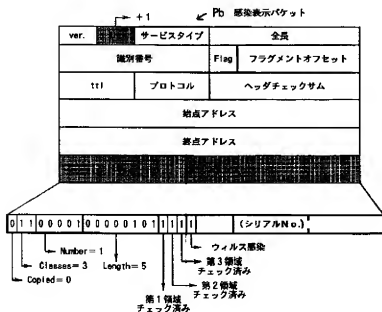 +1
Pb 感染表示パケット
ver. サービスタイプ 全長
識別番号 Flag フラグメントオフセット
ttl プロトコル ヘッダチェックサム
始点アドレス
終点アドレス
0 1 1 0 0 0 0 1 0 0 0 0 0 1 0 1 1 1 1 1 (シリアルNo.)
Number= 1
ウィルス感染
Classes= 3 Length= 5
第3領域
チェック済み
Copied= 0
第2領域
チェック済み
第1領域
チェック済み